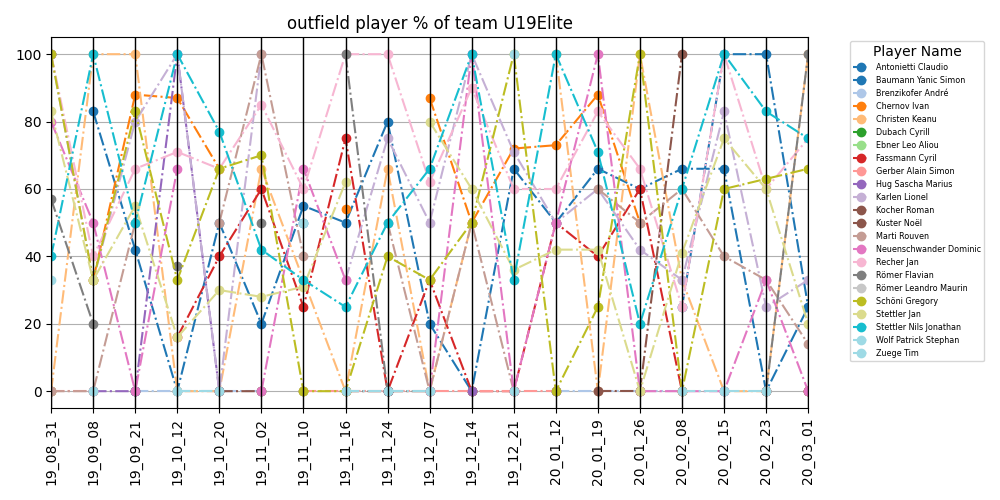 outfield player % of team U19Elite
100
80
60
40
20
0
19_08_31
19_09_08
19_09_21
19_10_12
19_10_20
19_11_02
19_11_10
19_11_16
19_11_24
19_12_07
19_12_14
19_12_21
20_01_12
20_01_19
20_01_26
20_02_08
20_02_15
20_02_23
20_03_01
Player Name
Antonietti Claudio
Baumann Yanic Simon
Brenzikofer André
Chernov Ivan
Christen Keanu
Dubach Cyrill
Ebner Leo Aliou
Fassmann Cyril
Gerber Alain Simon
Hug Sascha Marius
Karlen Lionel
Kocher Roman
Kuster Noël
Marti Rouven
Neuenschwander Dominic
Recher Jan
Römer Flavian
Römer Leandro Maurin
Schöni Gregory
Stettler Jan
Stettler Nils Jonathan
Wolf Patrick Stephan
Zuege Tim